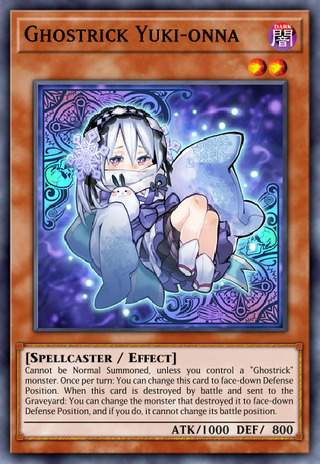 Ghostrick Yuki-onna
DARK
闇
[Spellcaster / Effect]
Cannot be Normal Summoned, unless you control a "Ghostrick"
monster. Once per turn: You can change this card to face-down Defense
Position. When this card is destroyed by battle and sent to the
Graveyard: You can change the monster that destroyed it to face-down
Defense Position, and if you do, it cannot change its battle position.
ATK/1000 DEF/ 800